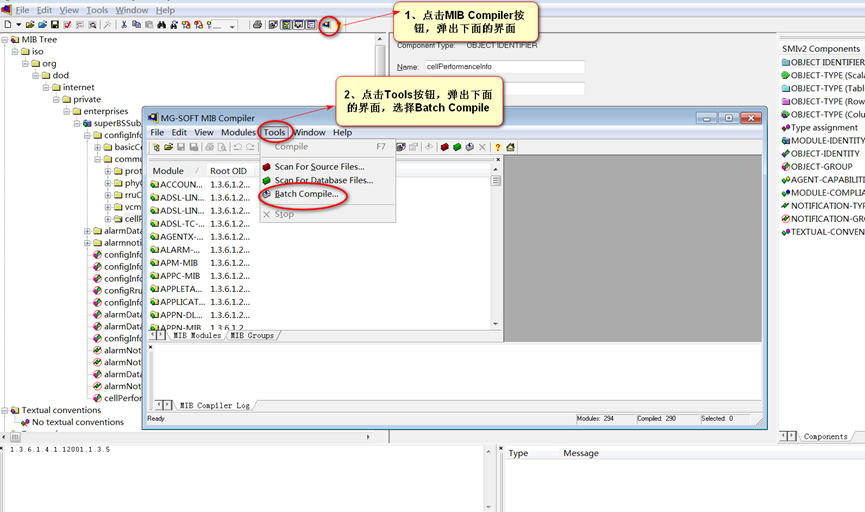 File Edit View Tools Window Help
1、点击MIB Compiler按
钮，弹出下面的界面
MIB Tree
iso
org
dod
internet
private
enterprises
superBSSub
configInfo
basicCo
commu
prot
phyC
rruC
vcm
cellP
alarmData
alarmnotif
configInfo
configInfo
configRru
configInfo
alarmData
alarmData
configInfo
alarmNot
alarmNot
alarmData
alarmNot
cellPerfor
Textual conventions
No textual conventions
Component Type: OBJECT IDENTIFIER
Name: cellPerformanceInfo
2、点击Tools按钮，弹出下面
的界面，选择Batch Compile
MG-SOFT MIB Compiler
File Edit View Modules Tools Window Help
Compile F7
Scan For Source Files...
Scan For Database Files...
Batch Compile...
Stop
Module / Root OID
ACCOUN... 1.3.6.1.2...
ADSL-LIN... 1.3.6.1.2...
ADSL-LIN... 1.3.6.1.2...
ADSL-TC-... 1.3.6.1.2...
AGENTX-... 1.3.6.1.2...
ALARM-... 1.3.6.1.2...
APM-MIB 1.3.6.1.2...
APPC-MIB 1.3.6.1.2...
APPLETA... 1.3.6.1.2...
APPLICAT... 1.3.6.1.2...
APPN-DL... 1.3.6.1.2...
APPN-MIB 1.3.6.1.2
MIB Modules MIB Groups
MIB Compiler Log
Ready Modules: 294 Compiled: 290 Selected: 0
SMIv2 Components
OBJECT IDENTIFIER
OBJECT-TYPE (Scala
OBJECT-TYPE (Table
OBJECT-TYPE (Row
OBJECT-TYPE (Colu
Type assignment
MODULE-IDENTITY
OBJECT-IDENTITY
OBJECT-GROUP
AGENT-CAPABILITI
MODULE-COMPLIA
NOTIFICATION-TYP
NOTIFICATION-GRO
TEXTUAL-CONVEN
Components
1.3.6.1.4.1.12001.1.3.5
Type Message